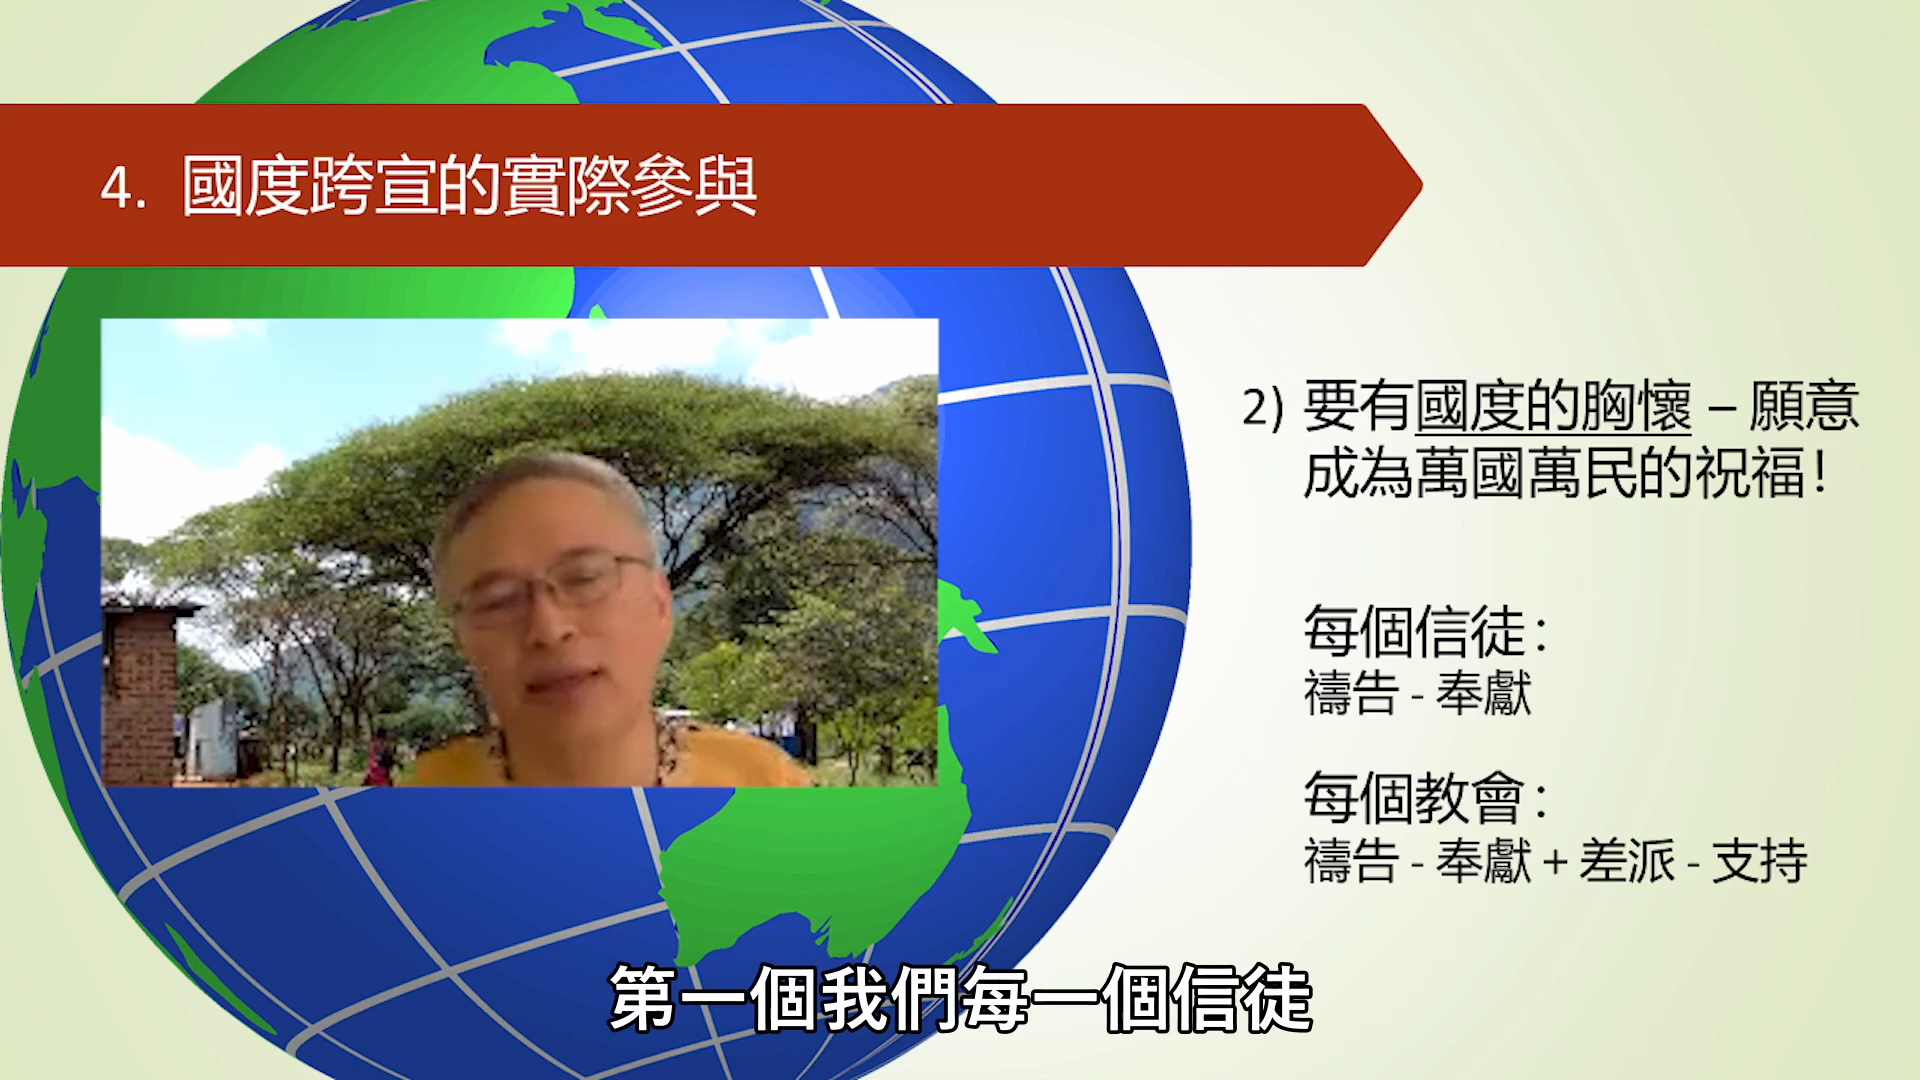 4. 國度跨宣的實際參與
2) 要有國度的胸懷 – 願意
成為萬國萬民的祝福!
每個信徒:
禱告 - 奉獻
每個教會:
禱告 - 奉獻 + 差派 - 支持
第一個我們每一個信徒